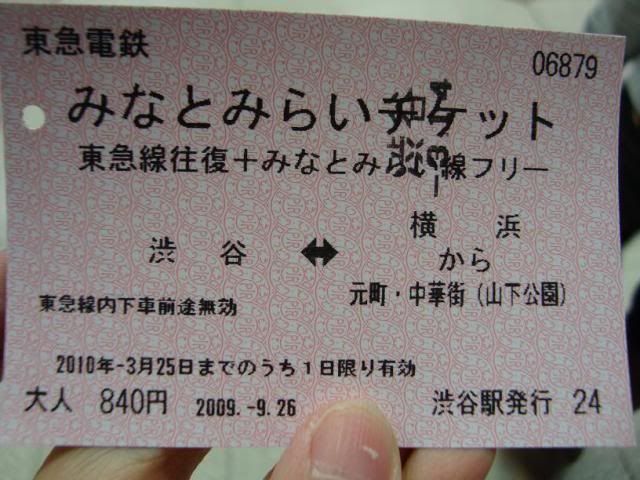 東急電鉄
06879
みなとみらいチケット
東急線往復+みなとみらい線フリー
渋谷 ↔ 横浜
から
元町・中華街(山下公園)
東急線内下車前途無効
2010年-3月25日までのうち1日限り有効
大人 840円 2009.-9.26 渋谷駅発行 24